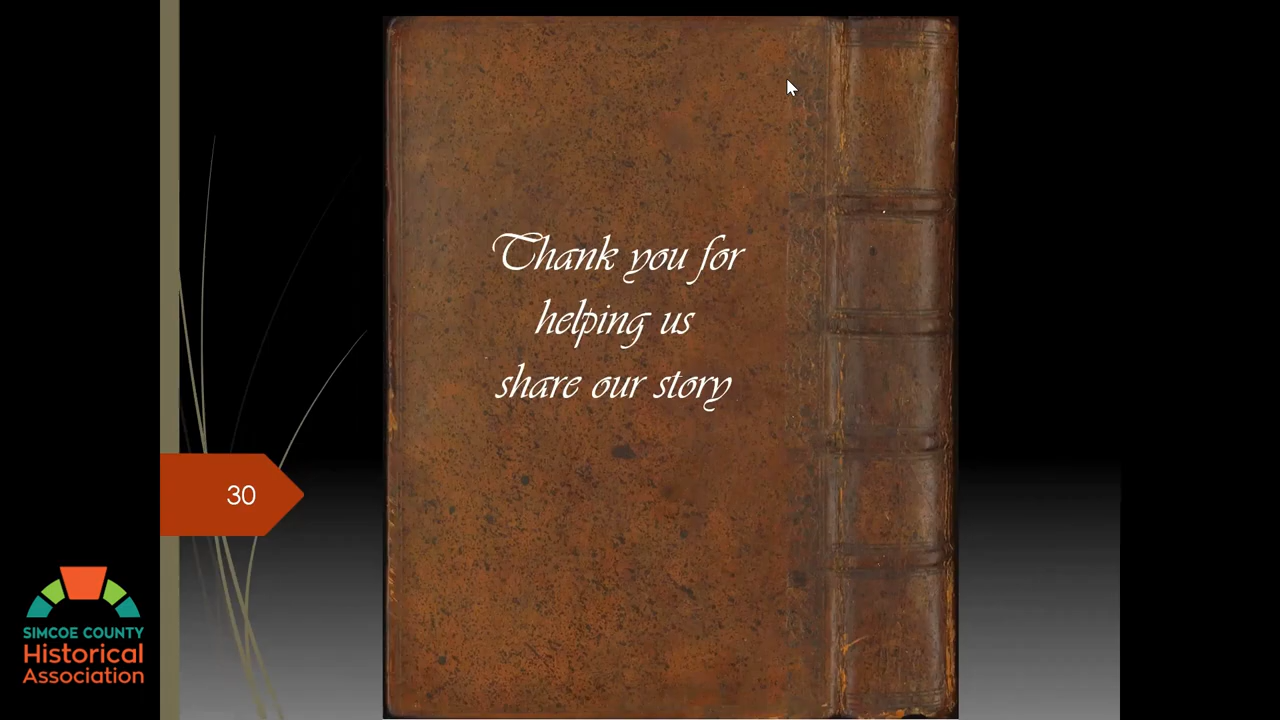 Thank you for
helping us
share our story
30
SIMCOE COUNTY
Historical
Association